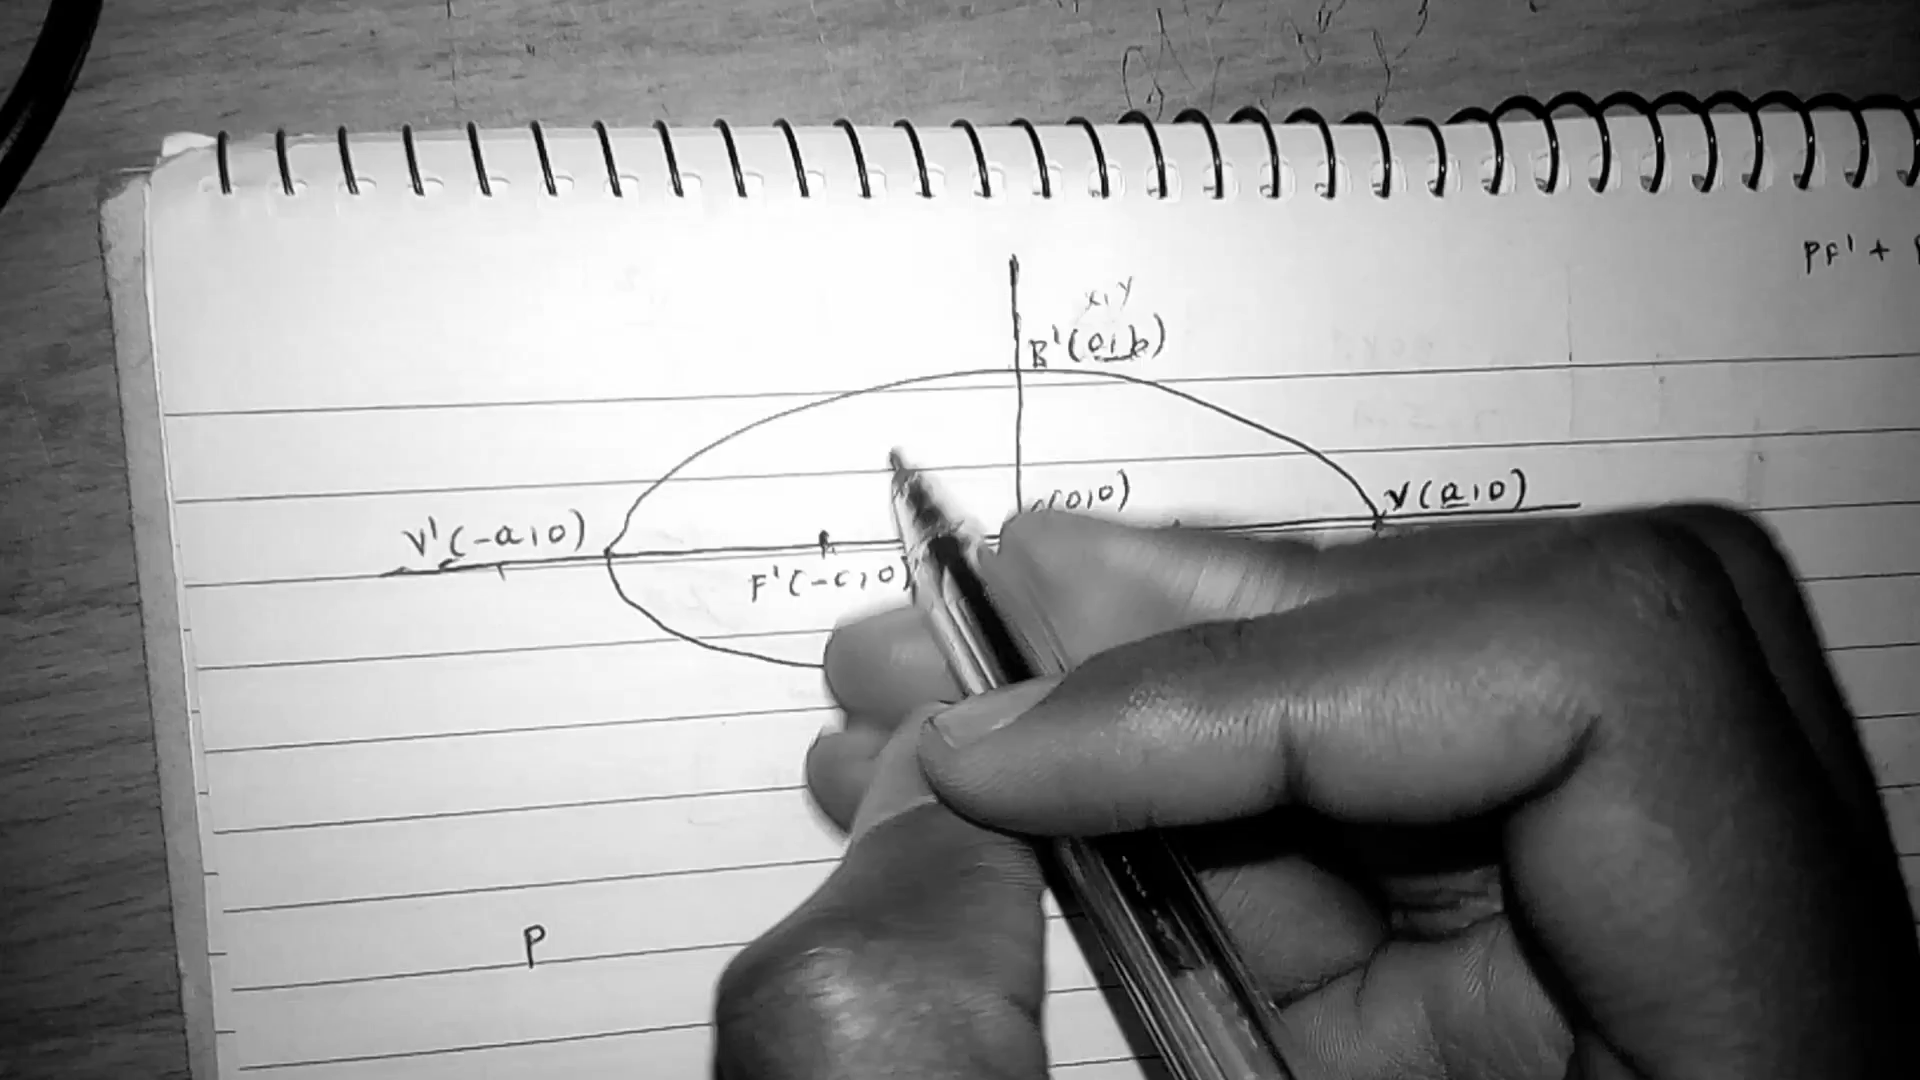 PF' +
x, y
B'(0, b)
(0, 0)
V(a, 0)
V'(-a, 0)
F'(-c, 0)
P